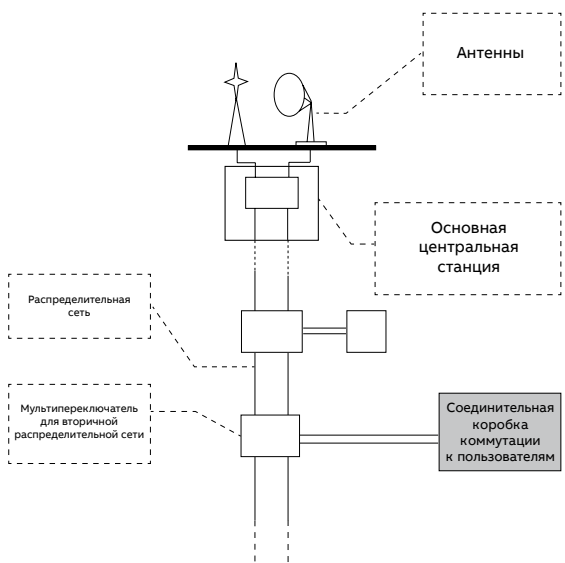 Антенны
Основная
центральная
станция
Распределительная
сеть
Мультипереключатель
для вторичной
распределительной сети
Соединительная
коробка
коммутации
к пользователям